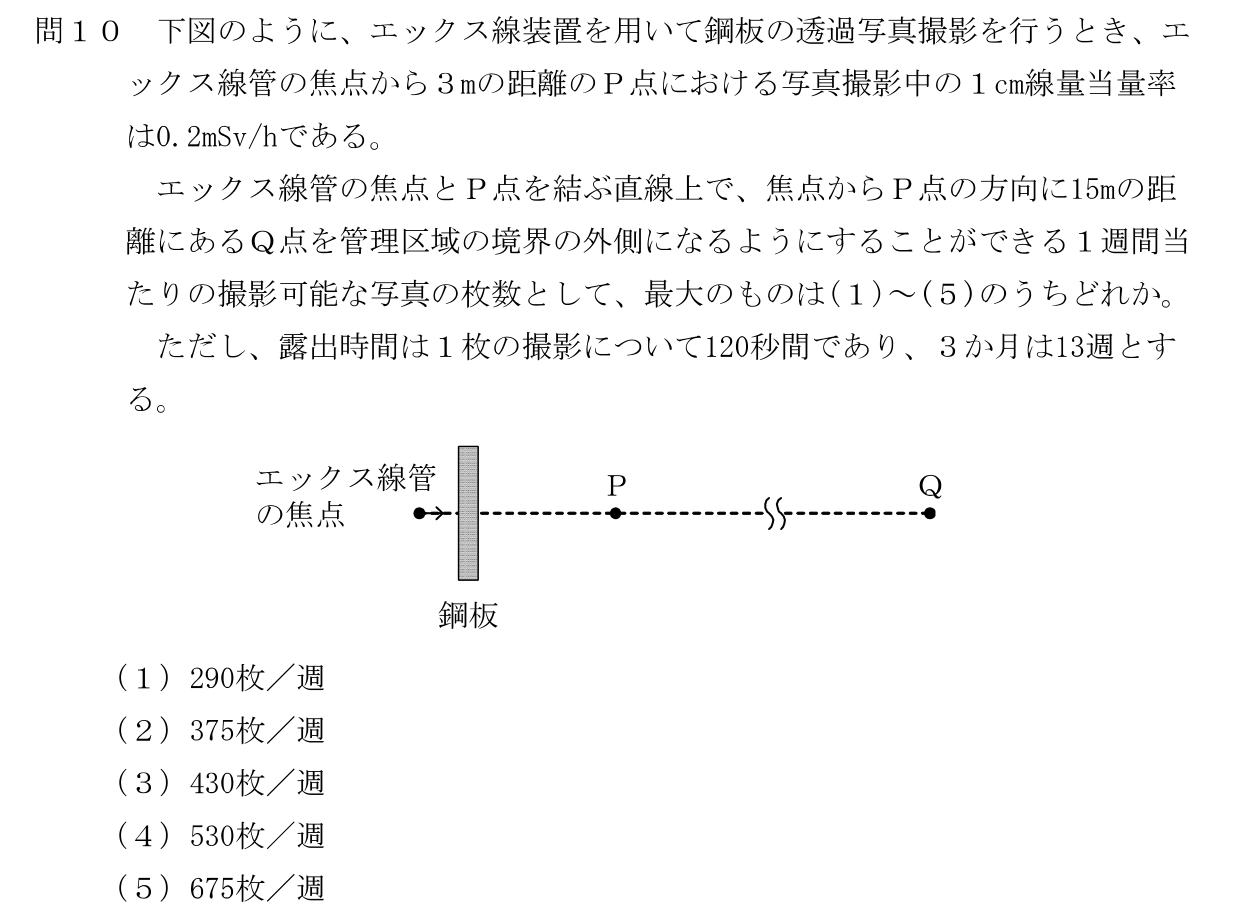 問１０　下図のように、エックス線装置を用いて鋼板の透過写真撮影を行うとき、エ
ックス線管の焦点から３mの距離のＰ点における写真撮影中の１cm線量当量率
は0.2mSv/hである。
エックス線管の焦点とＰ点を結ぶ直線上で、焦点からＰ点の方向に15mの距
離にあるＱ点を管理区域の境界の外側になるようにすることができる１週間当
たりの撮影可能な写真の枚数として、最大のものは(１)～(５)のうちどれか。
ただし、露出時間は１枚の撮影について120秒間であり、３か月は13週とす
る。
エックス線管
の焦点
Ｐ
Ｑ
鋼板
(１) 290枚／週
(２) 375枚／週
(３) 430枚／週
(４) 530枚／週
(５) 675枚／週